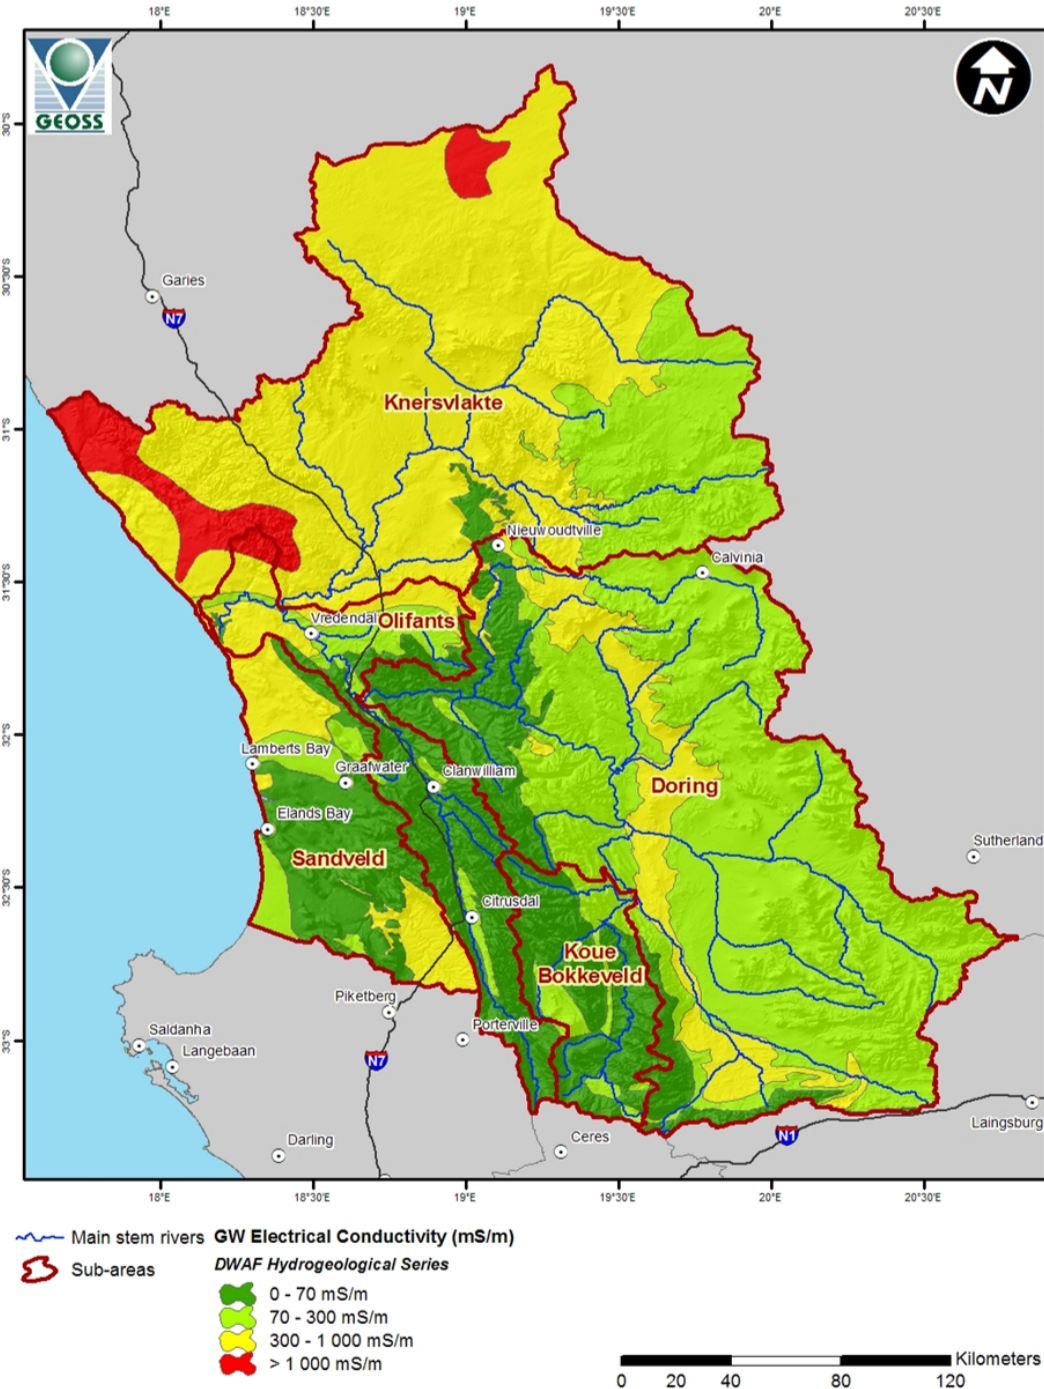 18°E 18°30'E 19°E 19°30'E 20°E 20°30'E
GEOSS
N
30°S
30°30'S
31°S
31°30'S
32°S
32°30'S
33°S
Garies
N7
Knersvlakte
Nieuwoudtville
Calvinia
Vredendal
Olifants
Lamberts Bay
Graafwater
Clanwilliam
Doring
Elands Bay
Sandveld
Sutherland
Citrusdal
Koue
Bokkeveld
Piketberg
Porterville
Saldanha
Langebaan
N7
Darling
Ceres
N1
Laingsburg
18°E 18°30'E 19°E 19°30'E 20°E 20°30'E
Main stem rivers
Sub-areas
GW Electrical Conductivity (mS/m)
DWAF Hydrogeological Series
0 - 70 mS/m
70 - 300 mS/m
300 - 1 000 mS/m
> 1 000 mS/m
Kilometers
0 20 40 80 120